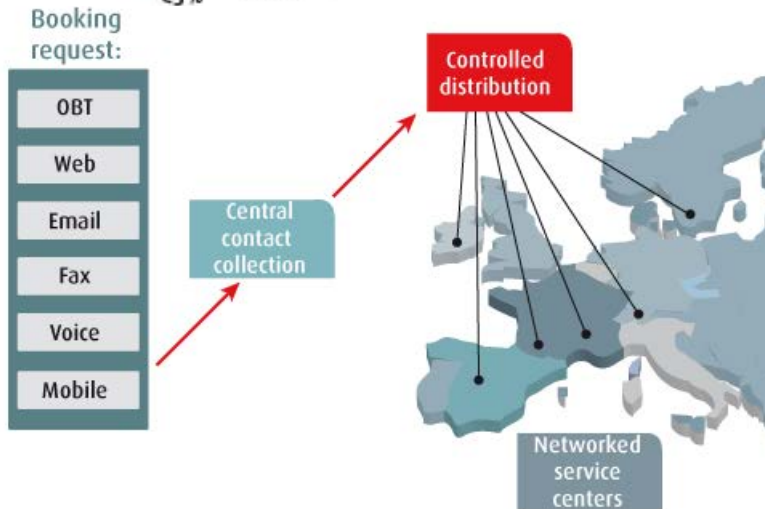 Booking
request:
OBT
Web
Email
Fax
Voice
Mobile
Central
contact
collection
Controlled
distribution
Networked
service
centers